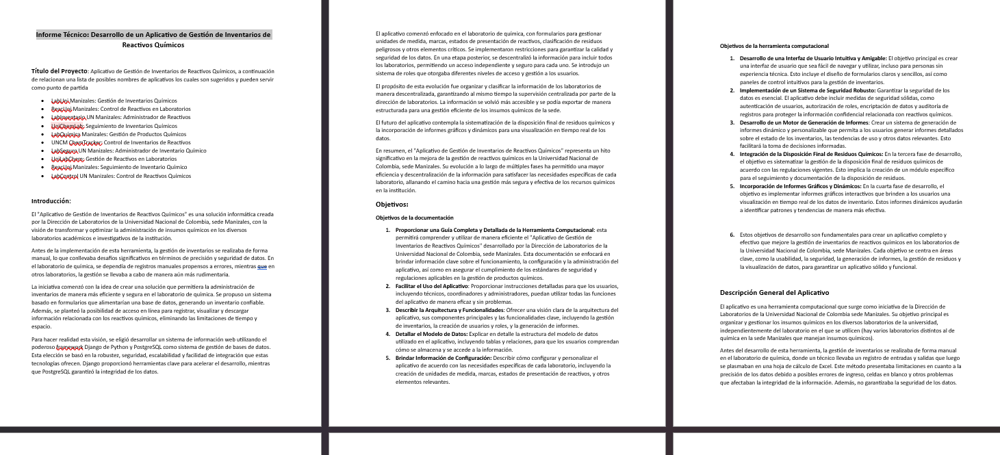 Informe Técnico: Desarrollo de un Aplicativo de Gestión de Inventarios de
Reactivos Químicos
Título del Proyecto: Aplicativo de Gestión de Inventarios de Reactivos Químicos, a continuación
de relacionan una lista de posibles nombres de aplicativos los cuales son sugeridos y pueden servir
como punto de partida
• LabUni Manizales: Gestión de Inventarios Químicos
• ReacUni Manizales: Control de Reactivos en Laboratorios
• LabInventario UN Manizales: Administrador de Reactivos
• UniChemLab: Seguimiento de Inventarios Químicos
• LabQuímica Manizales: Gestión de Productos Químicos
• UNCM ChemTracker: Control de Inventarios de Reactivos
• LabSeguro UN Manizales: Administrador de Inventario Químico
• UniLabChem: Gestión de Reactivos en Laboratorios
• ReacUni Manizales: Seguimiento de Inventario Químico
• LabControl UN Manizales: Control de Reactivos Químicos
Introducción:
El "Aplicativo de Gestión de Inventarios de Reactivos Químicos" es una solución informática creada
por la Dirección de Laboratorios de la Universidad Nacional de Colombia, sede Manizales, con la
visión de transformar y optimizar la administración de insumos químicos en los diversos
laboratorios académicos e investigativos de la institución.
Antes de la implementación de esta herramienta, la gestión de inventarios se realizaba de forma
manual, lo que conllevaba desafíos significativos en términos de precisión y seguridad de datos. En
el laboratorio de química, se dependía de registros manuales propensos a errores, mientras que en
otros laboratorios, la gestión se llevaba a cabo de manera aún más rudimentaria.
La iniciativa comenzó con la idea de crear una solución que permitiera la administración de
inventarios de manera más eficiente y segura en el laboratorio de química. Se propuso un sistema
basado en formularios que alimentarían una base de datos, generando un inventario confiable.
Además, se planteó la posibilidad de acceso en línea para registrar, visualizar y descargar
información relacionada con los reactivos químicos, eliminando las limitaciones de tiempo y
espacio.
Para hacer realidad esta visión, se eligió desarrollar un sistema de información web utilizando el
poderoso framework Django de Python y PostgreSQL como sistema de gestión de bases de datos.
Esta elección se basó en la robustez, seguridad, escalabilidad y facilidad de integración que estas
tecnologías ofrecen. Django proporcionó herramientas clave para acelerar el desarrollo, mientras
que PostgreSQL garantizó la integridad de los datos.
El aplicativo comenzó enfocado en el laboratorio de química, con formularios para gestionar
unidades de medida, marcas, estados de presentación de reactivos, clasificación de residuos
peligrosos y otros elementos críticos. Se implementaron restricciones para garantizar la calidad y
seguridad de los datos. En una etapa posterior, se descentralizó la información para incluir todos
los laboratorios, permitiendo un acceso independiente y seguro para cada uno. Se introdujo un
sistema de roles que otorgaba diferentes niveles de acceso y gestión a los usuarios.
El propósito de esta evolución fue organizar y clasificar la información de los laboratorios de
manera descentralizada, garantizando al mismo tiempo la supervisión centralizada por parte de la
dirección de laboratorios. La información se volvió más accesible y se podía exportar de manera
estructurada para una gestión eficiente de los insumos químicos de la sede.
El futuro del aplicativo contempla la sistematización de la disposición final de residuos químicos y
la incorporación de informes gráficos y dinámicos para una visualización en tiempo real de los
datos.
En resumen, el "Aplicativo de Gestión de Inventarios de Reactivos Químicos" representa un hito
significativo en la mejora de la gestión de reactivos químicos en la Universidad Nacional de
Colombia, sede Manizales. Su evolución a lo largo de múltiples fases ha permitido una mayor
eficiencia y descentralización de la información para satisfacer las necesidades específicas de cada
laboratorio, allanando el camino hacia una gestión más segura y efectiva de los recursos químicos
en la institución.
Objetivos:
Objetivos de la documentación
1. Proporcionar una Guía Completa y Detallada de la Herramienta Computacional: esta
permitirá comprender y utilizar de manera eficiente el "Aplicativo de Gestión de
Inventarios de Reactivos Químicos" desarrollado por la Dirección de Laboratorios de la
Universidad Nacional de Colombia, sede Manizales. Esta documentación se enfocará en
brindar información clave sobre el funcionamiento, la configuración y la administración del
aplicativo, así como en asegurar el cumplimiento de los estándares de seguridad y
regulaciones aplicables en la gestión de productos químicos.
2. Facilitar el Uso del Aplicativo: Proporcionar instrucciones detalladas para que los usuarios,
incluyendo técnicos, coordinadores y administradores, puedan utilizar todas las funciones
del aplicativo de manera eficaz y sin problemas.
3. Describir la Arquitectura y Funcionalidades: Ofrecer una visión clara de la arquitectura del
aplicativo, sus componentes principales y las funcionalidades clave, incluyendo la gestión
de inventarios, la creación de usuarios y roles, y la generación de informes.
4. Detallar el Modelo de Datos: Explicar en detalle la estructura del modelo de datos
utilizado en el aplicativo, incluyendo tablas y relaciones, para que los usuarios comprendan
cómo se almacena y se accede a la información.
5. Brindar Información de Configuración: Describir cómo configurar y personalizar el
aplicativo de acuerdo con las necesidades específicas de cada laboratorio, incluyendo la
creación de unidades de medida, marcas, estados de presentación de reactivos, y otros
elementos relevantes.
Objetivos de la herramienta computacional
1. Desarrollo de una Interfaz de Usuario Intuitiva y Amigable: El objetivo principal es crear
una interfaz de usuario que sea fácil de navegar y utilizar, incluso para personas sin
experiencia técnica. Esto incluye el diseño de formularios claros y sencillos, así como
paneles de control intuitivos para la gestión de inventarios.
2. Implementación de un Sistema de Seguridad Robusto: Garantizar la seguridad de los
datos es esencial. El aplicativo debe incluir medidas de seguridad sólidas, como
autenticación de usuarios, autorización de roles, encriptación de datos y auditoría de
registros para proteger la información confidencial relacionada con reactivos químicos.
3. Desarrollo de un Motor de Generación de Informes: Crear un sistema de generación de
informes dinámico y personalizable que permita a los usuarios generar informes detallados
sobre el estado de los inventarios, las tendencias de uso y otros datos relevantes. Esto
facilitará la toma de decisiones informadas.
4. Integración de la Disposición Final de Residuos Químicos: En la tercera fase de desarrollo,
el objetivo es sistematizar la gestión de la disposición final de residuos químicos de
acuerdo con las regulaciones vigentes. Esto implica la creación de un módulo específico
para el seguimiento y documentación de la disposición de residuos.
5. Incorporación de Informes Gráficos y Dinámicos: En la cuarta fase de desarrollo, el
objetivo es implementar informes gráficos interactivos que brinden a los usuarios una
visualización en tiempo real de los datos de inventario. Estos informes dinámicos ayudarán
a identificar patrones y tendencias de manera más efectiva.
6. Estos objetivos de desarrollo son fundamentales para crear un aplicativo completo y
efectivo que mejore la gestión de inventarios de reactivos químicos en los laboratorios de
la Universidad Nacional de Colombia, sede Manizales. Cada objetivo se centra en áreas
clave, como la usabilidad, la seguridad, la generación de informes, la gestión de residuos y
la visualización de datos, para garantizar un aplicativo sólido y funcional.
Descripción General del Aplicativo
El aplicativo es una herramienta computacional que surge como iniciativa de la Dirección de
Laboratorios de la Universidad Nacional de Colombia sede Manizales. Su objetivo principal es
organizar y gestionar los insumos químicos en los diversos laboratorios de la universidad,
independientemente del laboratorio en el que se utilicen (hay varios laboratorios distintos al de
química en la sede Manizales que manejan insumos químicos).
Antes del desarrollo de esta herramienta, la gestión de inventarios se realizaba de forma manual
en el laboratorio de química, donde un técnico llevaba un registro de entradas y salidas que luego
se plasmaban en una hoja de cálculo de Excel. Este método presentaba limitaciones en cuanto a la
precisión de los datos debido a posibles errores de ingreso, celdas en blanco y otros problemas
que afectaban la integridad de la información. Además, no garantizaba la seguridad de los datos.